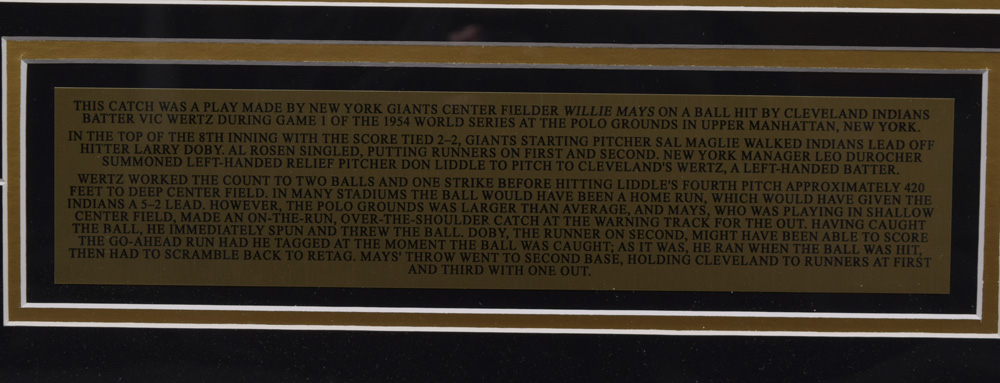 THIS CATCH WAS A PLAY MADE BY NEW YORK GIANTS CENTER FIELDER WILLIE MAYS ON A BALL HIT BY CLEVELAND INDIANS
BATTER VIC WERTZ DURING GAME 1 OF THE 1954 WORLD SERIES AT THE POLO GROUNDS IN UPPER MANHATTAN, NEW YORK.
IN THE TOP OF THE 8TH INNING WITH THE SCORE TIED 2–2, GIANTS STARTING PITCHER SAL MAGLIE WALKED INDIANS LEAD OFF
HITTER LARRY DOBY. AL ROSEN SINGLED, PUTTING RUNNERS ON FIRST AND SECOND. NEW YORK MANAGER LEO DUROCHER
SUMMONED LEFT-HANDED RELIEF PITCHER DON LIDDLE TO PITCH TO CLEVELAND'S WERTZ, A LEFT-HANDED BATTER.
WERTZ WORKED THE COUNT TO TWO BALLS AND ONE STRIKE BEFORE HITTING LIDDLE'S FOURTH PITCH APPROXIMATELY 420
FEET TO DEEP CENTER FIELD. IN MANY STADIUMS THE BALL WOULD HAVE BEEN A HOME RUN, WHICH WOULD HAVE GIVEN THE
INDIANS A 5–2 LEAD. HOWEVER, THE POLO GROUNDS WAS LARGER THAN AVERAGE, AND MAYS, WHO WAS PLAYING IN SHALLOW
CENTER FIELD, MADE AN ON-THE-RUN, OVER-THE-SHOULDER CATCH AT THE WARNING TRACK FOR THE OUT. HAVING CAUGHT
THE BALL, HE IMMEDIATELY SPUN AND THREW THE BALL. DOBY, THE RUNNER ON SECOND, MIGHT HAVE BEEN ABLE TO SCORE
THE GO-AHEAD RUN HAD HE TAGGED AT THE MOMENT THE BALL WAS CAUGHT; AS IT WAS, HE RAN WHEN THE BALL WAS HIT,
THEN HAD TO SCRAMBLE BACK TO RETAG. MAYS' THROW WENT TO SECOND BASE, HOLDING CLEVELAND TO RUNNERS AT FIRST
AND THIRD WITH ONE OUT.